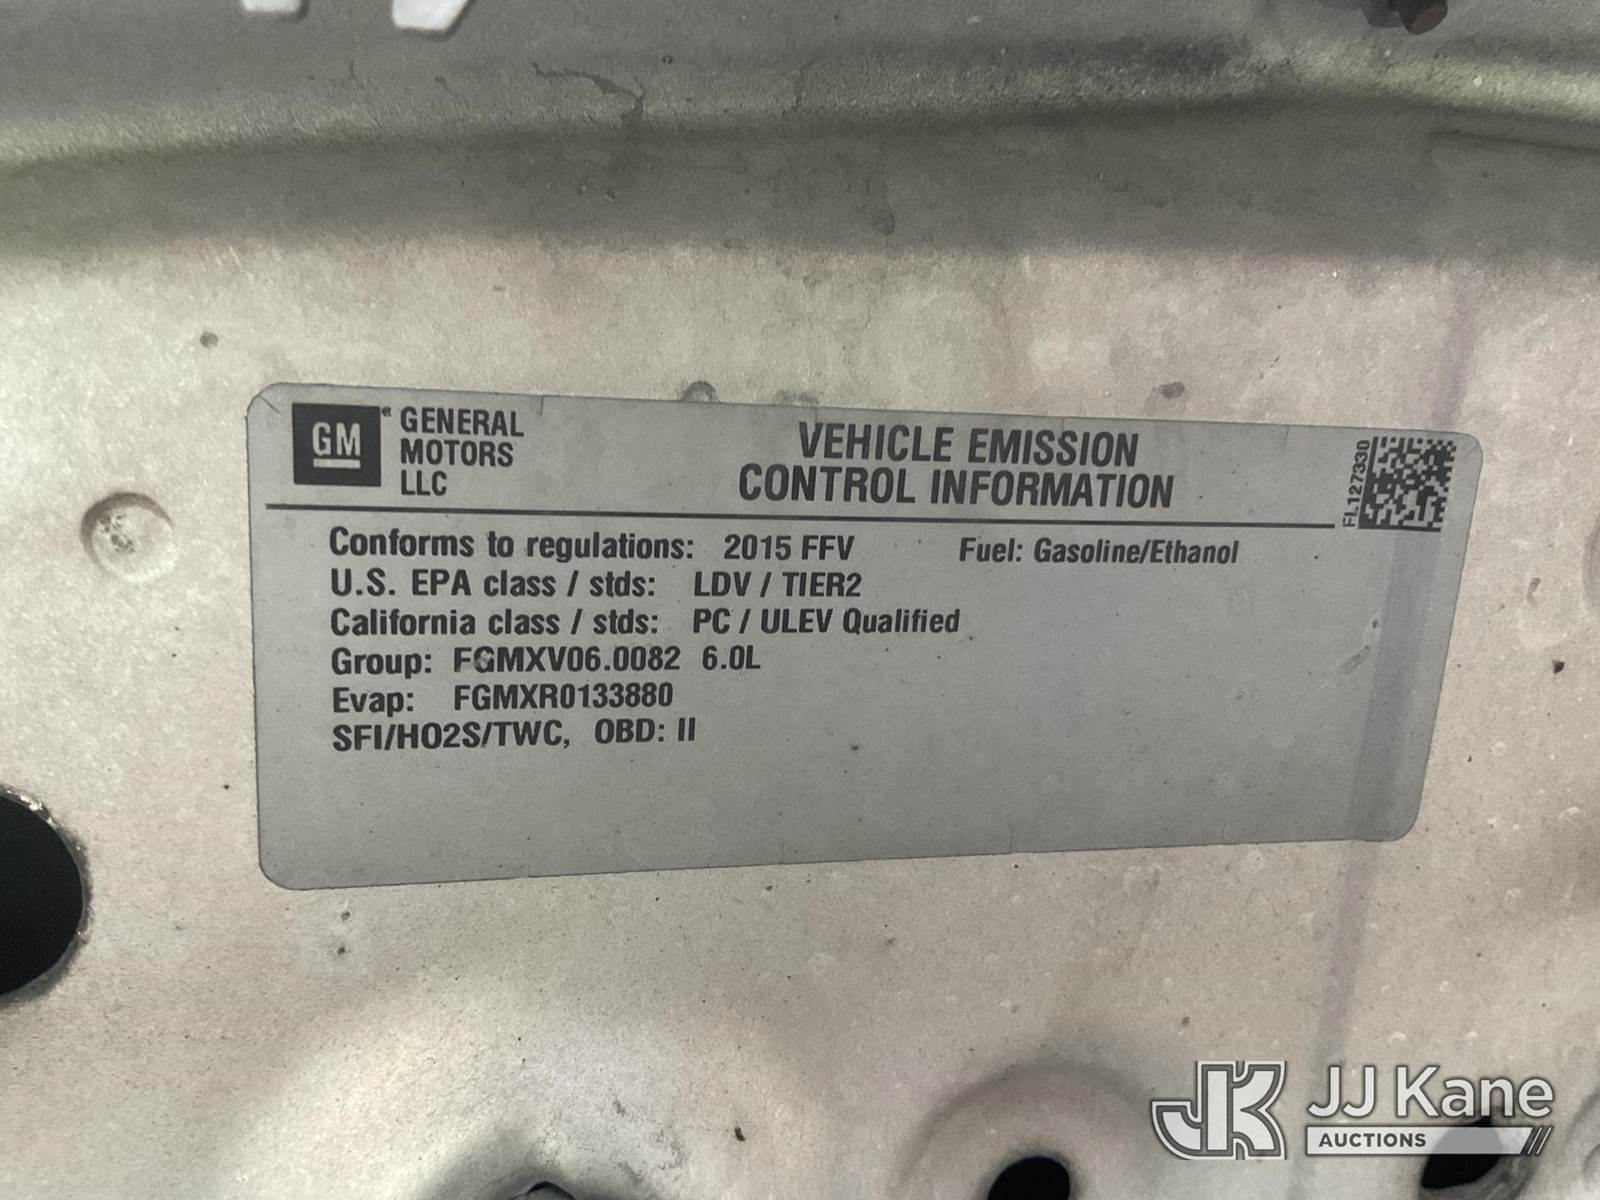 GM
GENERAL
MOTORS
LLC
VEHICLE EMISSION
CONTROL INFORMATION
FL127330
Conforms to regulations: 2015 FFV Fuel: Gasoline/Ethanol
U.S. EPA class / stds: LDV / TIER2
California class / stds: PC / ULEV Qualified
Group: FGMXV06.0082 6.0L
Evap: FGMXR0133880
SFI/HO2S/TWC, OBD: II
JK JJ Kane
AUCTIONS